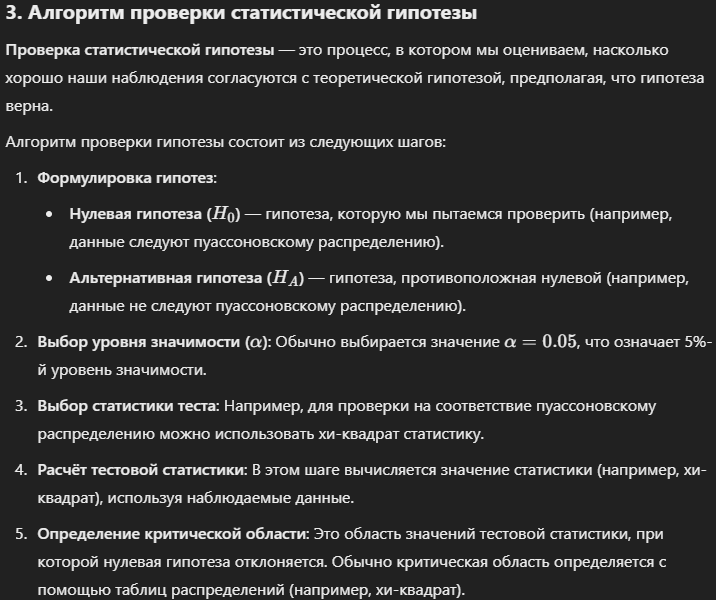 3. Алгоритм проверки статистической гипотезы
Проверка статистической гипотезы — это процесс, в котором мы оцениваем, насколько
хорошо наши наблюдения согласуются с теоретической гипотезой, предполагая, что гипотеза
верна.
Алгоритм проверки гипотезы состоит из следующих шагов:
1. Формулировка гипотез:
• Нулевая гипотеза (H₀) — гипотеза, которую мы пытаемся проверить (например,
данные следуют пуассоновскому распределению).
• Альтернативная гипотеза (H_A) — гипотеза, противоположная нулевой (например,
данные не следуют пуассоновскому распределению).
2. Выбор уровня значимости (α): Обычно выбирается значение α = 0.05, что означает 5%-
й уровень значимости.
3. Выбор статистики теста: Например, для проверки на соответствие пуассоновскому
распределению можно использовать хи-квадрат статистику.
4. Расчёт тестовой статистики: В этом шаге вычисляется значение статистики (например, хи-
квадрат), используя наблюдаемые данные.
5. Определение критической области: Это область значений тестовой статистики, при
которой нулевая гипотеза отклоняется. Обычно критическая область определяется с
помощью таблиц распределений (например, хи-квадрат).